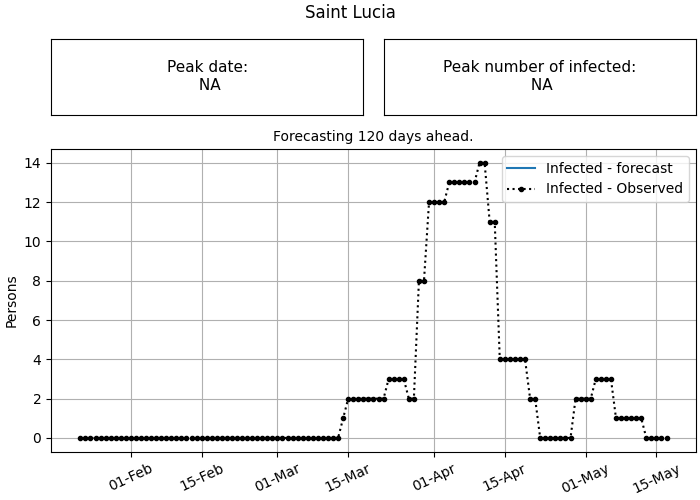 Saint Lucia
Peak date:
NA
Peak number of infected:
NA
Forecasting 120 days ahead.
Infected - forecast
Infected - Observed
Persons
14
12
10
8
6
4
2
0
01-Feb
15-Feb
01-Mar
15-Mar
01-Apr
15-Apr
01-May
15-May